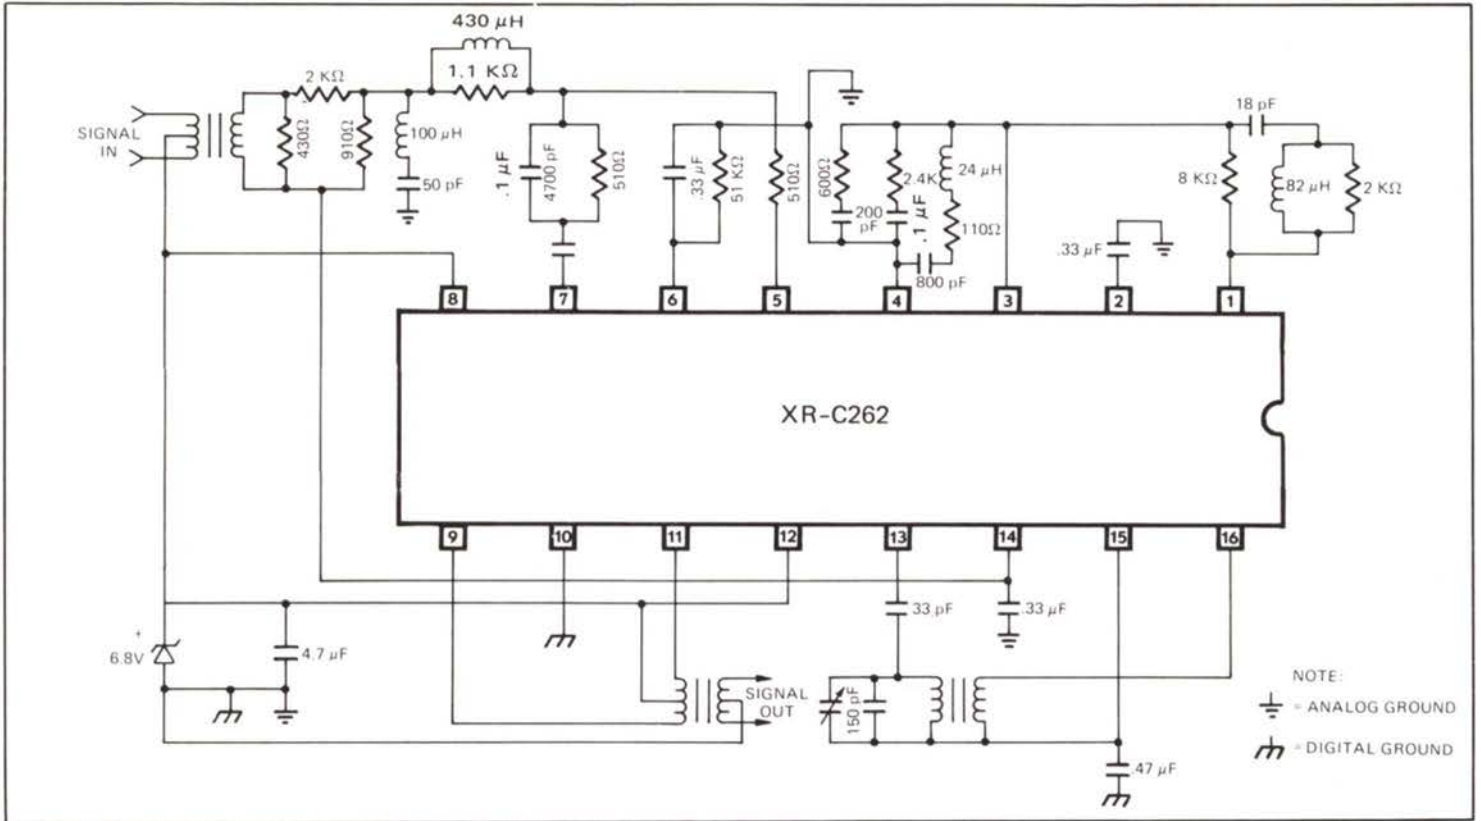 430 μH
2 KΩ
1.1 KΩ
SIGNAL
IN
430Ω
910Ω
100 μH
50 pF
.1 μF
4700 pF
510Ω
.33 μF
51 KΩ
510Ω
600Ω
200
pF
2.4K
.1 μF
24 μH
110Ω
800 pF
.33 μF
8 KΩ
18 pF
82 μH
2 KΩ
8
7
6
5
4
3
2
1
XR-C262
9
10
11
12
13
14
15
16
+
6.8V
4.7 μF
SIGNAL
OUT
33 pF
150 pF
.33 μF
.47 μF
NOTE:
= ANALOG GROUND
= DIGITAL GROUND